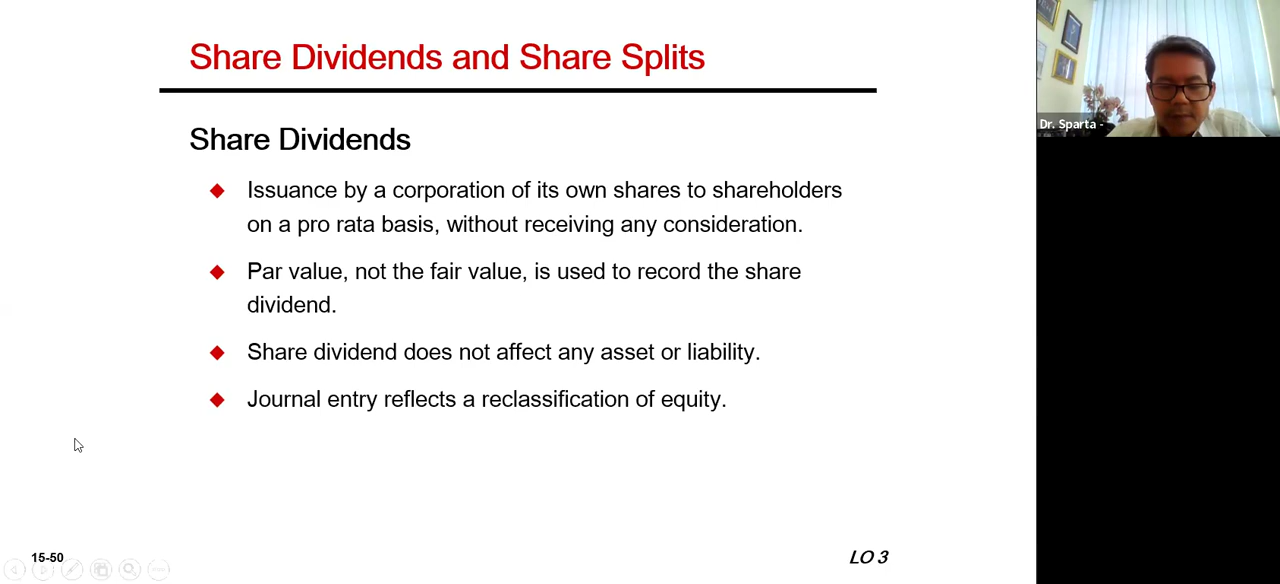 Share Dividends and Share Splits
Share Dividends
Issuance by a corporation of its own shares to shareholders
on a pro rata basis, without receiving any consideration.
Par value, not the fair value, is used to record the share
dividend.
Share dividend does not affect any asset or liability.
Journal entry reflects a reclassification of equity.
15-50
LO 3
Dr. Sparta -